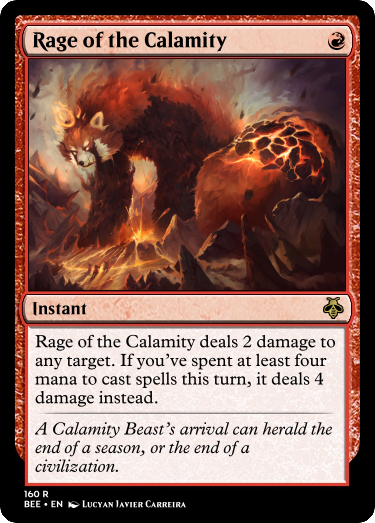 Rage of the Calamity
Instant
Rage of the Calamity deals 2 damage to
any target. If you've spent at least four
mana to cast spells this turn, it deals 4
damage instead.
A Calamity Beast's arrival can herald the
end of a season, or the end of a
civilization.
160 R
BEE • EN Lucyan Javier Carreira